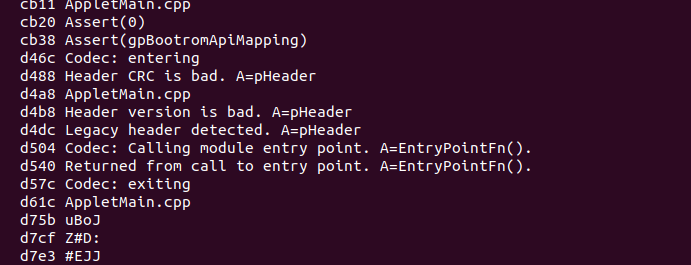 cb11 AppletMain.cpp
cb20 Assert(0)
cb38 Assert(gpBootromApiMapping)
d46c Codec: entering
d488 Header CRC is bad. A=pHeader
d4a8 AppletMain.cpp
d4b8 Header version is bad. A=pHeader
d4dc Legacy header detected. A=pHeader
d504 Codec: Calling module entry point. A=EntryPointFn().
d540 Returned from call to entry point. A=EntryPointFn().
d57c Codec: exiting
d61c AppletMain.cpp
d75b uBoJ
d7cf Z#D:
d7e3 #EJJ